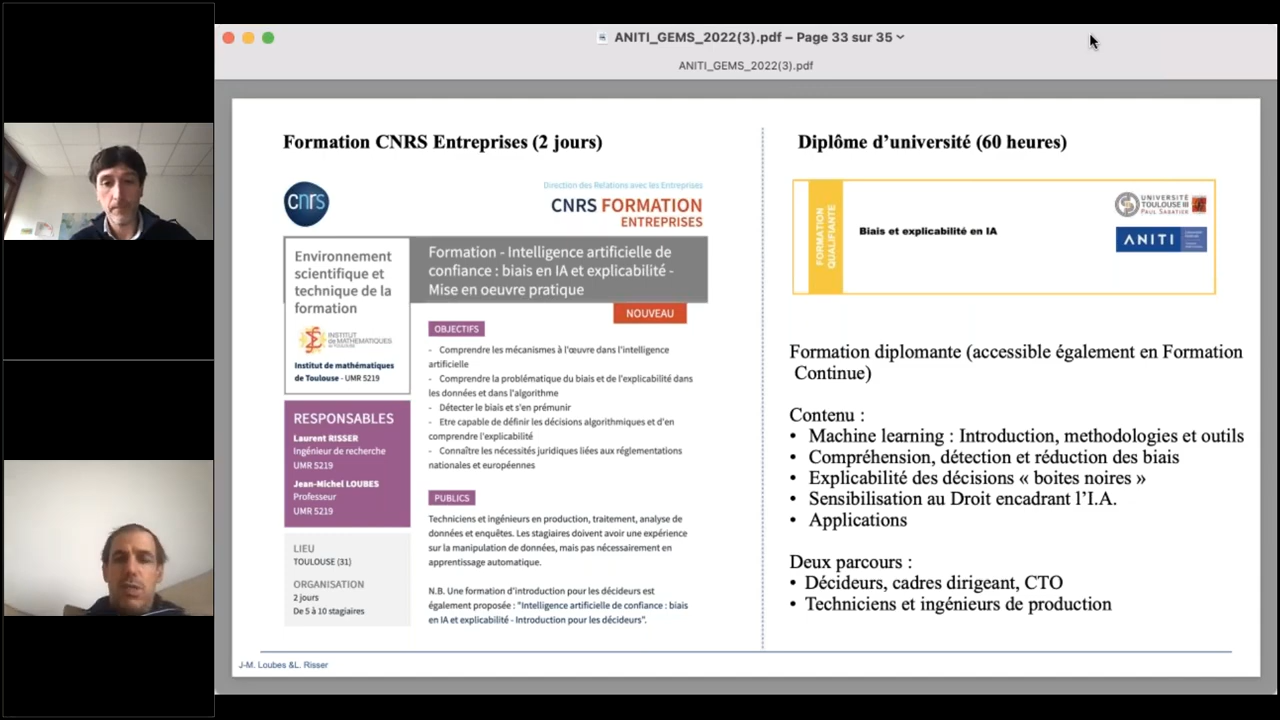 ANITI_GEMS_2022(3).pdf – Page 33 sur 35
ANITI_GEMS_2022(3).pdf
Formation CNRS Entreprises (2 jours)
cnrs
Direction des Relations avec les Entreprises
CNRS FORMATION
ENTREPRISES
Environnement
scientifique et
technique de la
formation
INSTITUT
de MATHEMATIQUES
de TOULOUSE
Institut de mathématiques
de Toulouse - UMR 5219
Formation - Intelligence artificielle de
confiance : biais en IA et explicabilité -
Mise en oeuvre pratique
NOUVEAU
RESPONSABLES
Laurent RISSER
Ingénieur de recherche
UMR 5219
Jean-Michel LOUBES
Professeur
UMR 5219
LIEU
TOULOUSE (31)
ORGANISATION
2 jours
De 5 à 10 stagiaires
OBJECTIFS
- Comprendre les mécanismes à l'œuvre dans l'intelligence
artificielle
- Comprendre la problématique du biais et de l'explicabilité dans
les données et dans l'algorithme
- Détecter le biais et s'en prémunir
- Etre capable de définir les décisions algorithmiques et d'en
comprendre l'explicabilité
- Connaître les nécessités juridiques liées aux réglementations
nationales et européennes
PUBLICS
Techniciens et ingénieurs en production, traitement, analyse de
données et enquêtes. Les stagiaires doivent avoir une expérience
sur la manipulation de données, mais pas nécessairement en
apprentissage automatique.
N.B. Une formation d'introduction pour les décideurs est
également proposée : "Intelligence artificielle de confiance : biais
en IA et explicabilité - Introduction pour les décideurs".
Diplôme d'université (60 heures)
FORMATION
QUALIFIANTE
Biais et explicabilité en IA
UNIVERSITÉ
TOULOUSE III
PAUL SABATIER
ANITI
Formation diplomante (accessible également en Formation
Continue)
Contenu :
• Machine learning : Introduction, methodologies et outils
• Compréhension, détection et réduction des biais
• Explicabilité des décisions « boites noires »
• Sensibilisation au Droit encadrant l'I.A.
• Applications
Deux parcours :
• Décideurs, cadres dirigeant, CTO
• Techniciens et ingénieurs de production
J-M. Loubes &L. Risser